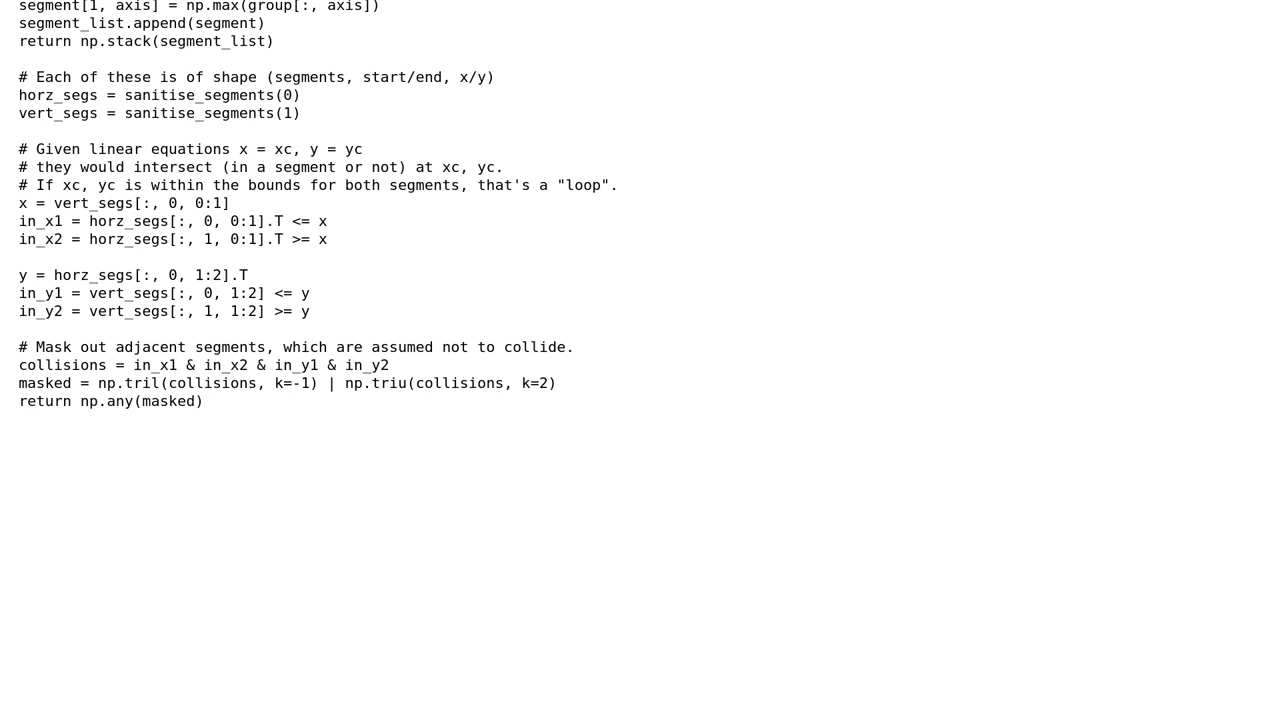 segment[1, axis] = np.max(group[:, axis])
segment_list.append(segment)
return np.stack(segment_list)
# Each of these is of shape (segments, start/end, x/y)
horz_segs = sanitise_segments(0)
vert_segs = sanitise_segments(1)
# Given linear equations x = xc, y = yc
# they would intersect (in a segment or not) at xc, yc.
# If xc, yc is within the bounds for both segments, that's a "loop".
x = vert_segs[:, 0, 0:1]
in_x1 = horz_segs[:, 0, 0:1].T <= x
in_x2 = horz_segs[:, 1, 0:1].T >= x
y = horz_segs[:, 0, 1:2].T
in_y1 = vert_segs[:, 0, 1:2] <= y
in_y2 = vert_segs[:, 1, 1:2] >= y
# Mask out adjacent segments, which are assumed not to collide.
collisions = in_x1 & in_x2 & in_y1 & in_y2
masked = np.tril(collisions, k=-1) | np.triu(collisions, k=2)
return np.any(masked)